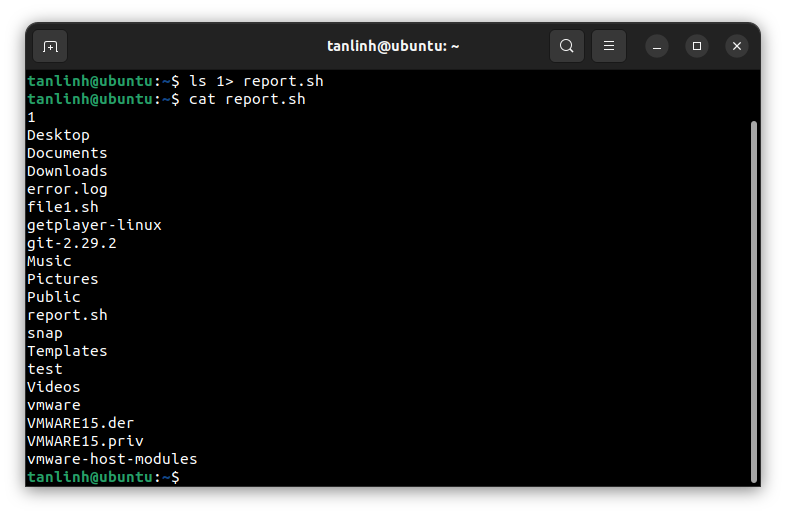 tanlinh@ubuntu: ~
tanlinh@ubuntu:~$ ls 1> report.sh
tanlinh@ubuntu:~$ cat report.sh
1
Desktop
Documents
Downloads
error.log
file1.sh
getplayer-linux
git-2.29.2
Music
Pictures
Public
report.sh
snap
Templates
test
Videos
vmware
VMWARE15.der
VMWARE15.priv
vmware-host-modules
tanlinh@ubuntu:~$